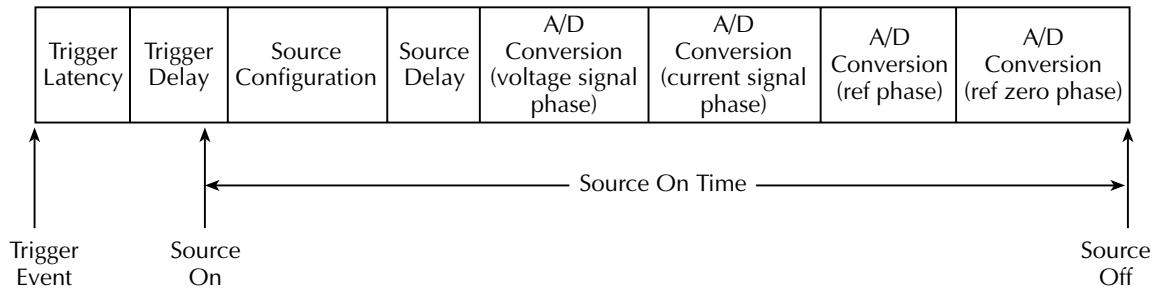 Trigger
Latency
Trigger
Delay
Source
Configuration
Source
Delay
A/D
Conversion
(voltage signal
phase)
A/D
Conversion
(current signal
phase)
A/D
Conversion
(ref phase)
A/D
Conversion
(ref zero phase)
Source On Time
Trigger
Event
Source
On
Source
Off